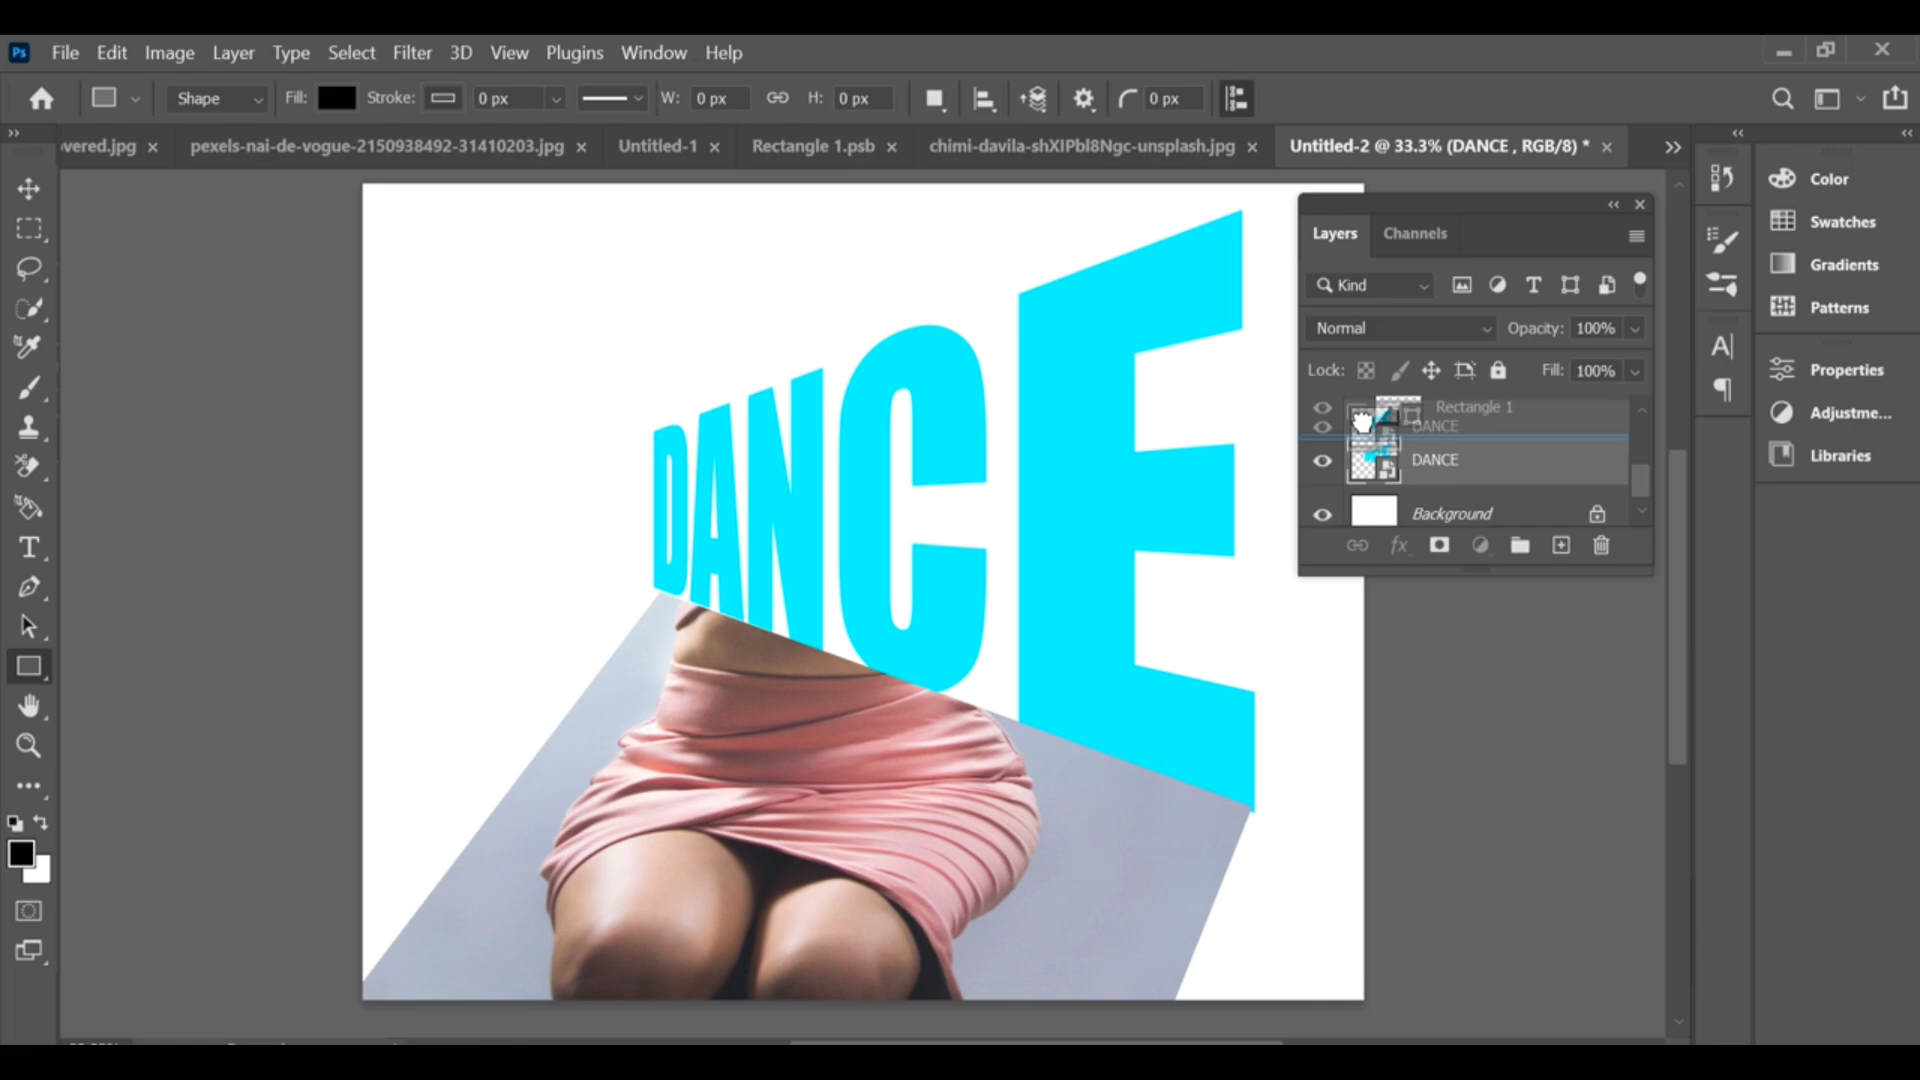 Ps File Edit Image Layer Type Select Filter 3D View Plugins Window Help
Shape Fill: Stroke: 0 px W: 0 px H: 0 px 0 px
vered.jpg pexels-nai-de-vogue-2150938492-31410203.jpg Untitled-1 Rectangle 1.psb chimi-davila-shXIPbl8Ngc-unsplash.jpg Untitled-2 @ 33.3% (DANCE , RGB/8) *
Layers Channels
Kind
Normal Opacity: 100%
Lock: Fill: 100%
Rectangle 1
DANCE
DANCE
Background
fx
Color
Swatches
Gradients
Patterns
Properties
Adjustme...
Libraries
DANCE